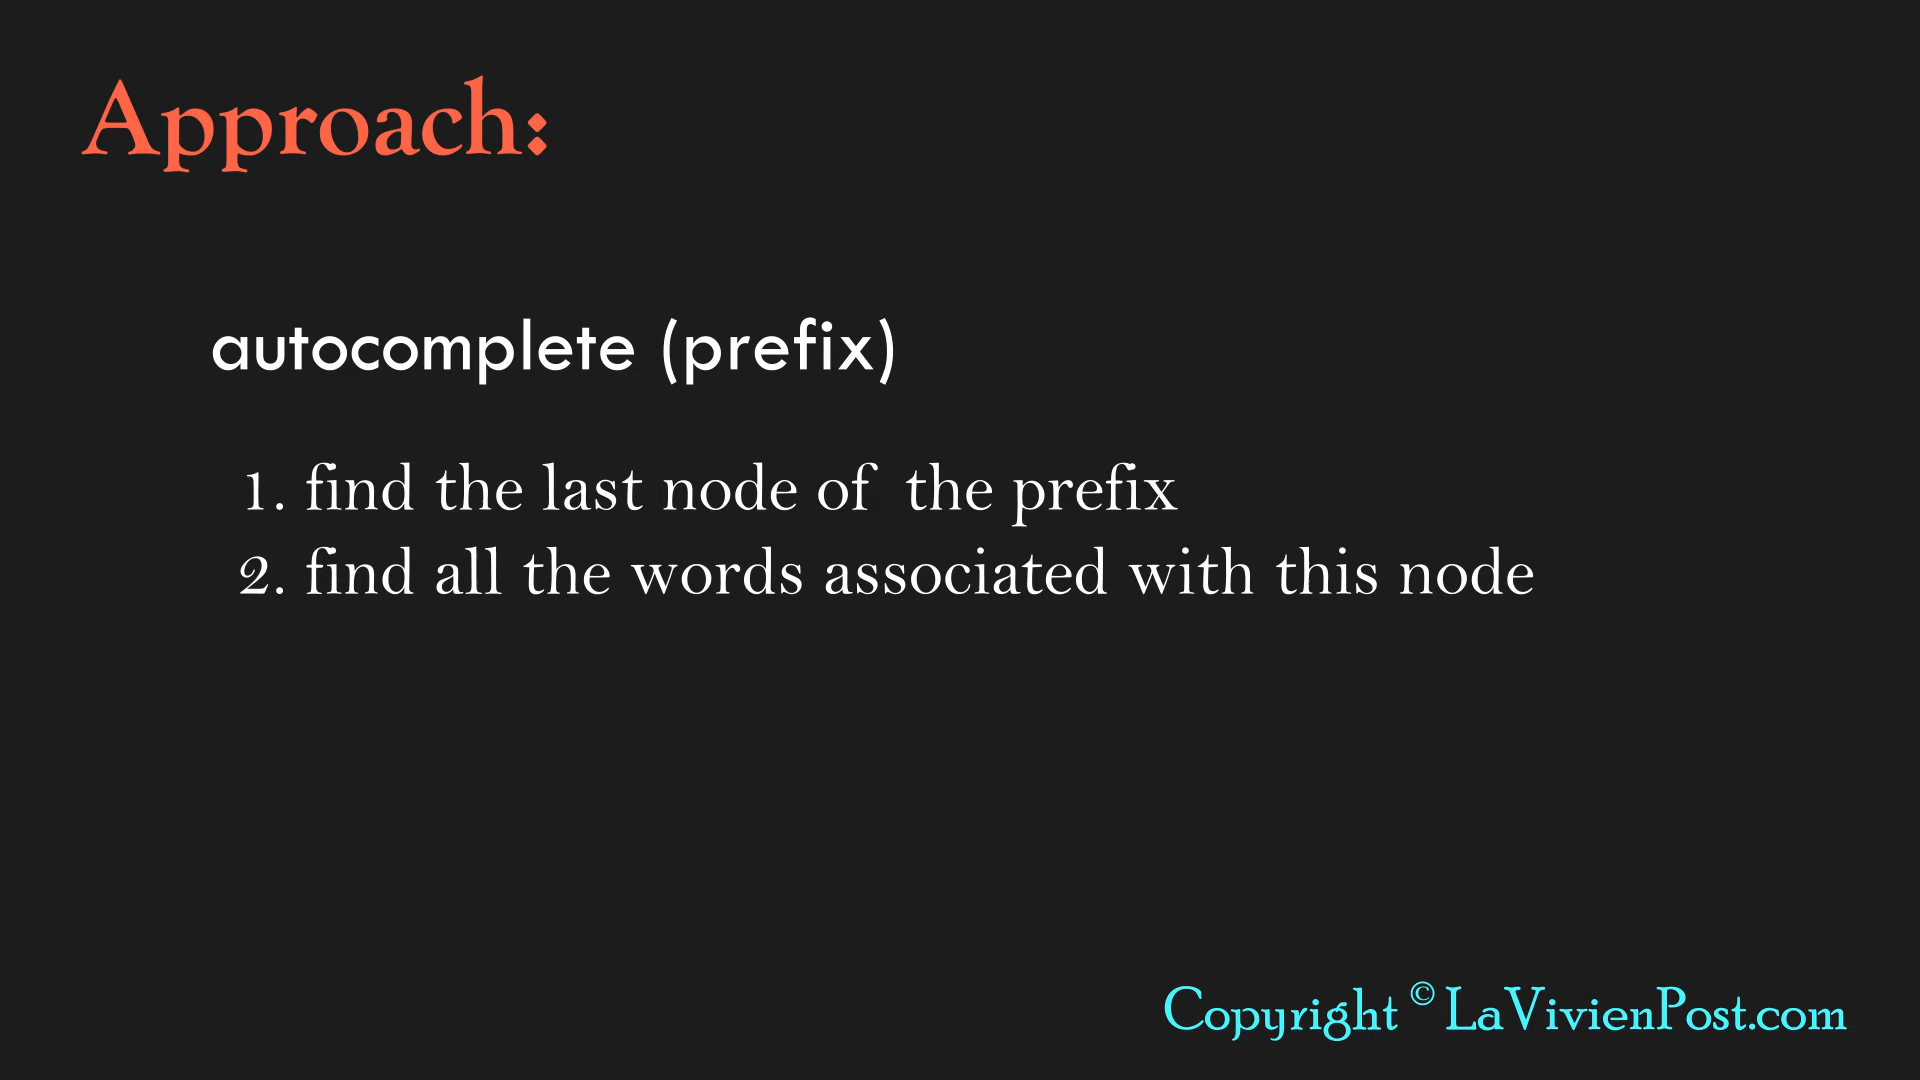 Approach:
autocomplete (prefix)
1. find the last node of the prefix
2. find all the words associated with this node
Copyright © LaVivienPost.com